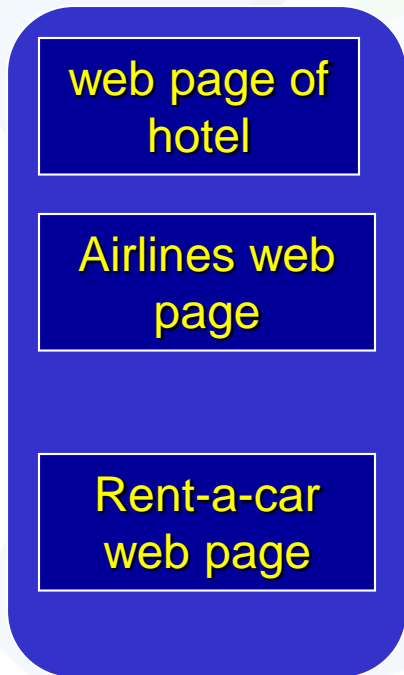 web page of
hotel
Airlines web
page
Rent-a-car
web page